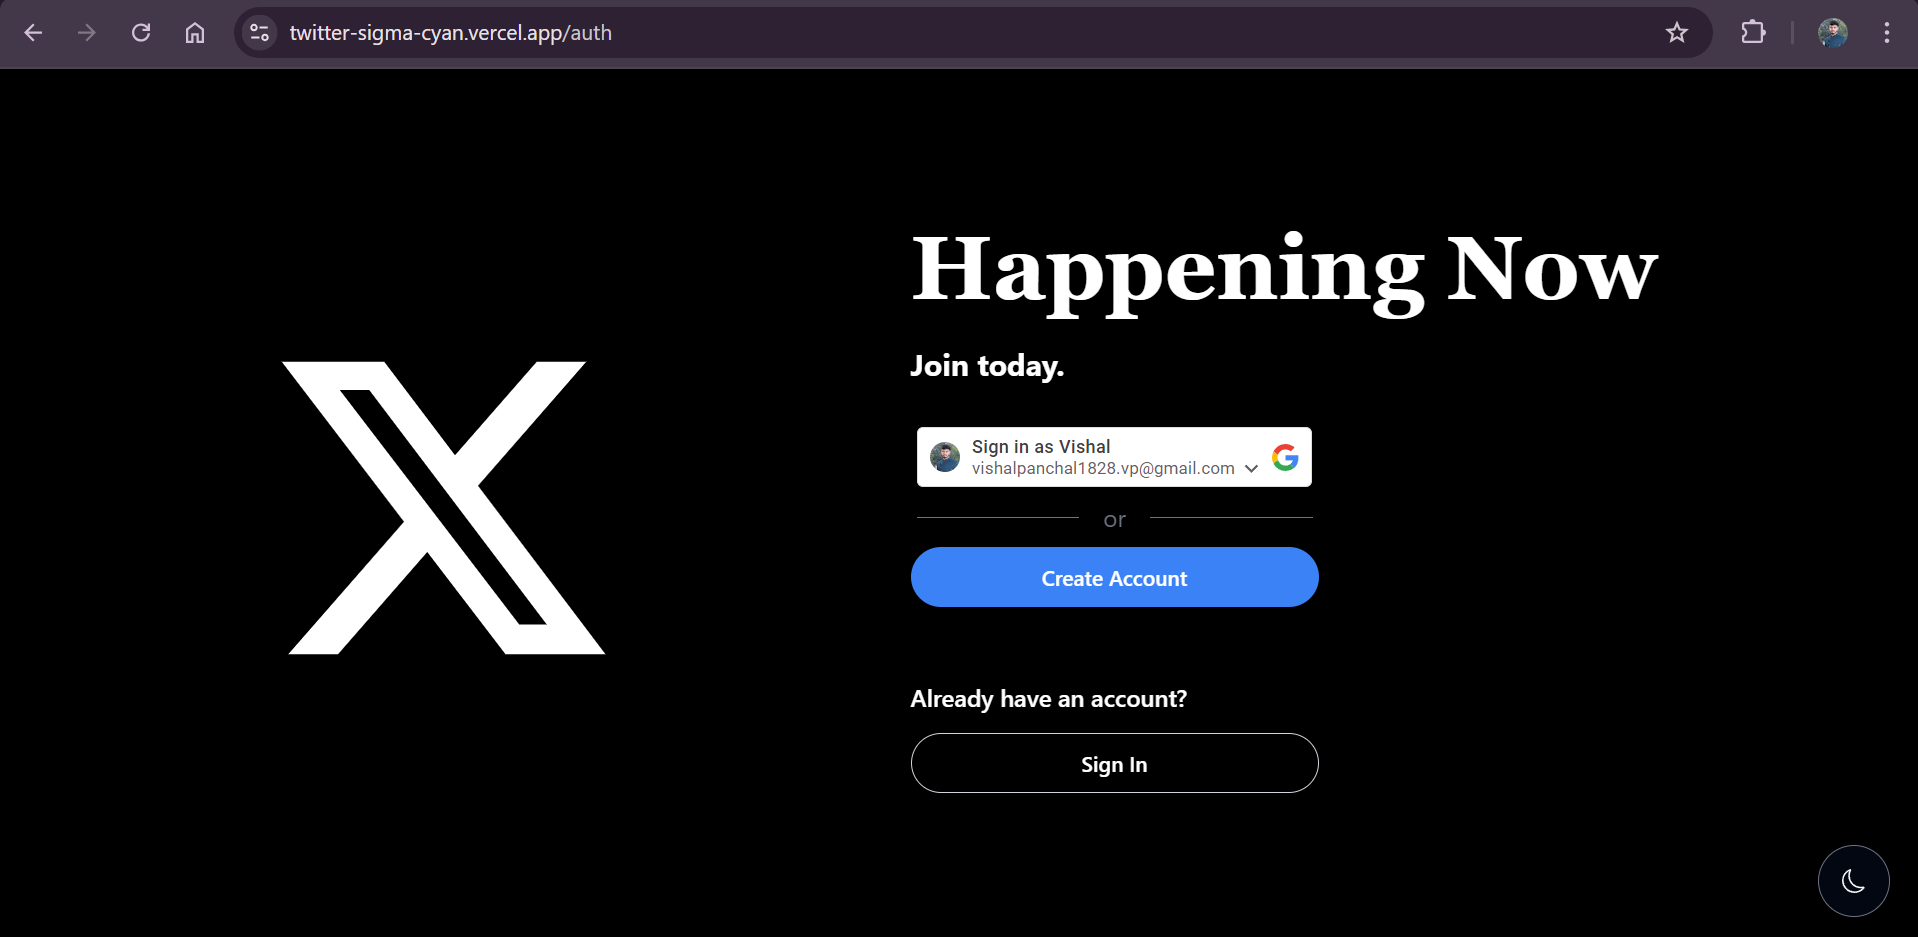 twitter-sigma-cyan.vercel.app/auth
Happening Now
Join today.
Sign in as Vishal
vishalpanchal1828.vp@gmail.com
or
Create Account
Already have an account?
Sign In